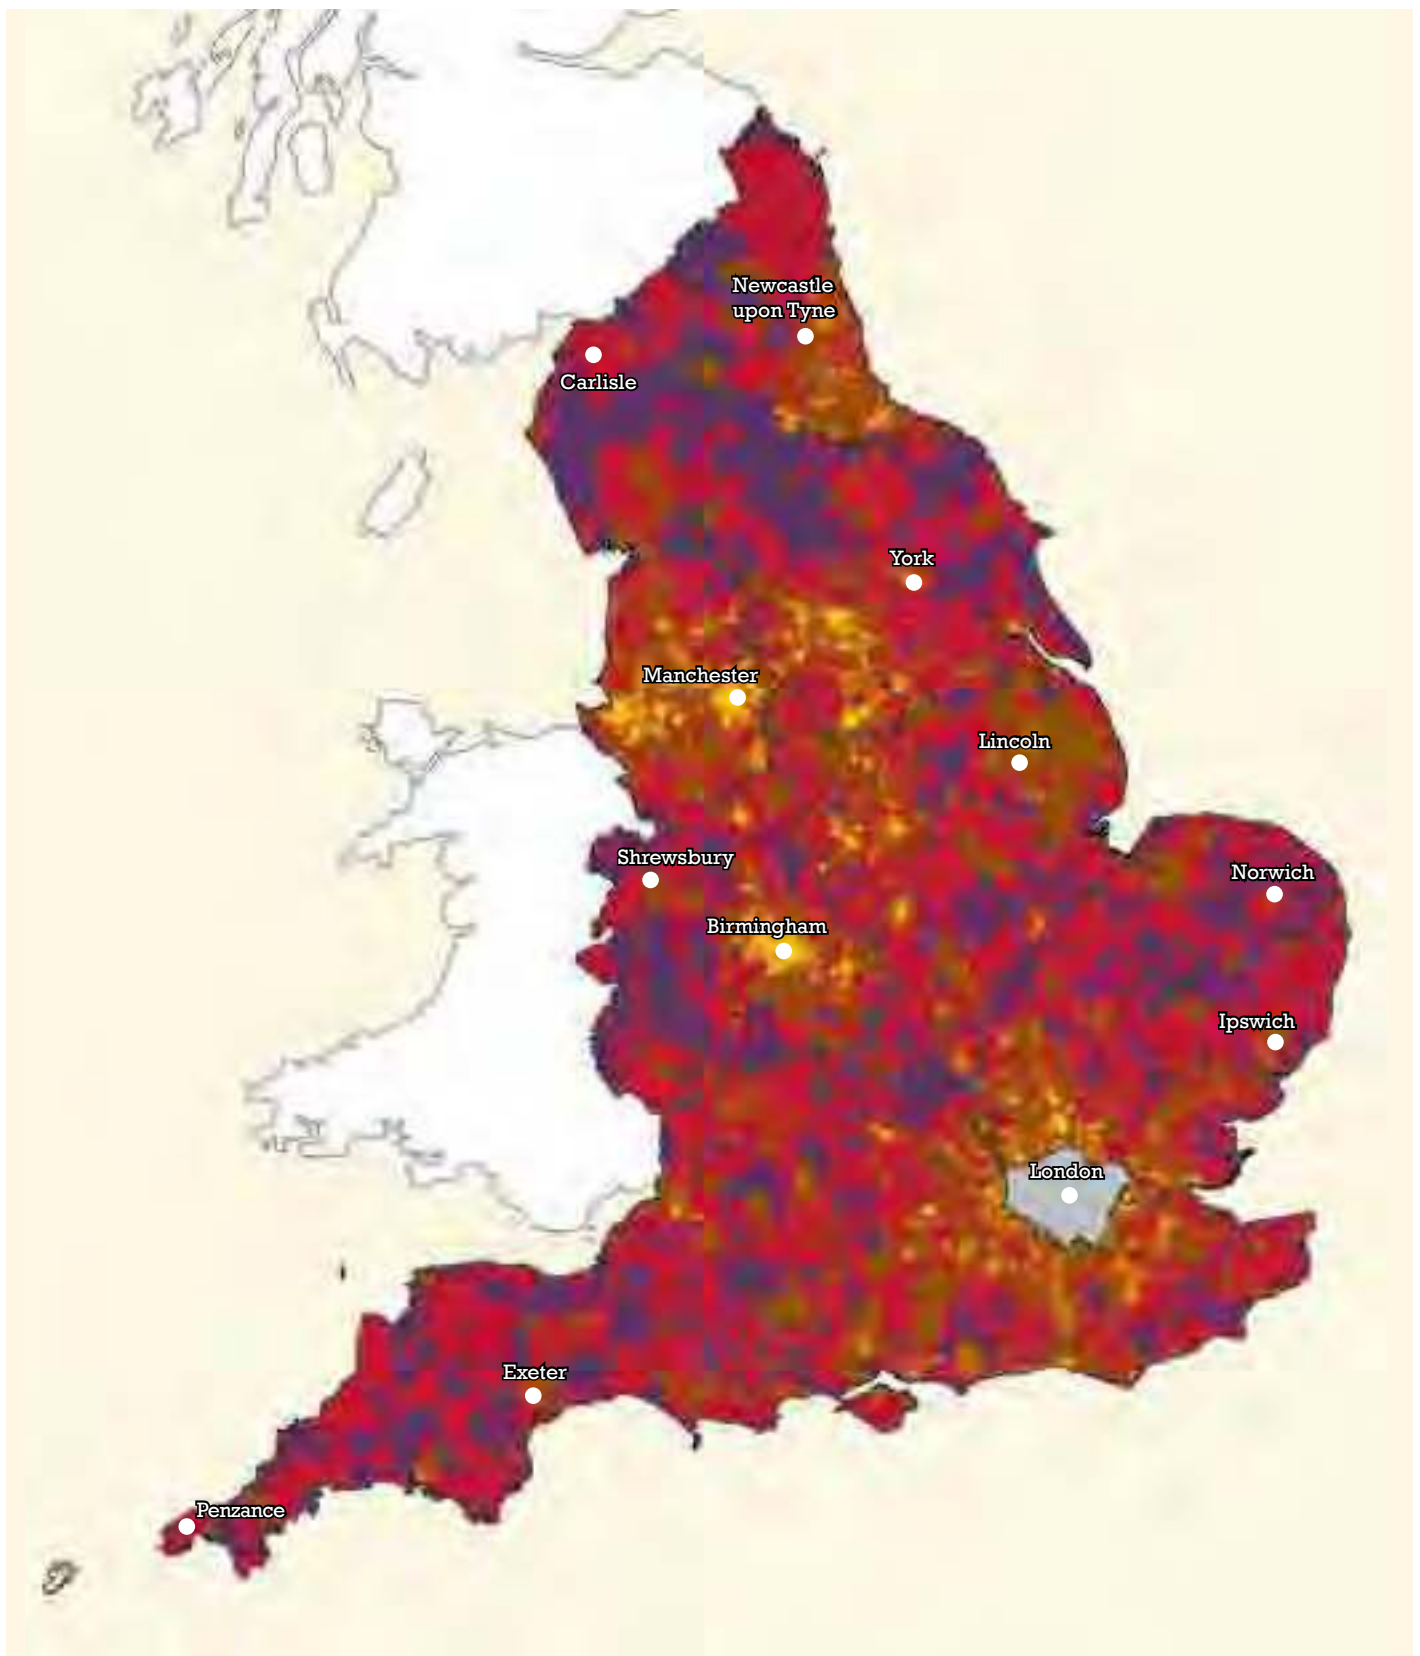 Newcastle
upon Tyne
Carlisle
York
Manchester
Lincoln
Shrewsbury
Norwich
Birmingham
Ipswich
London
Exeter
Penzance